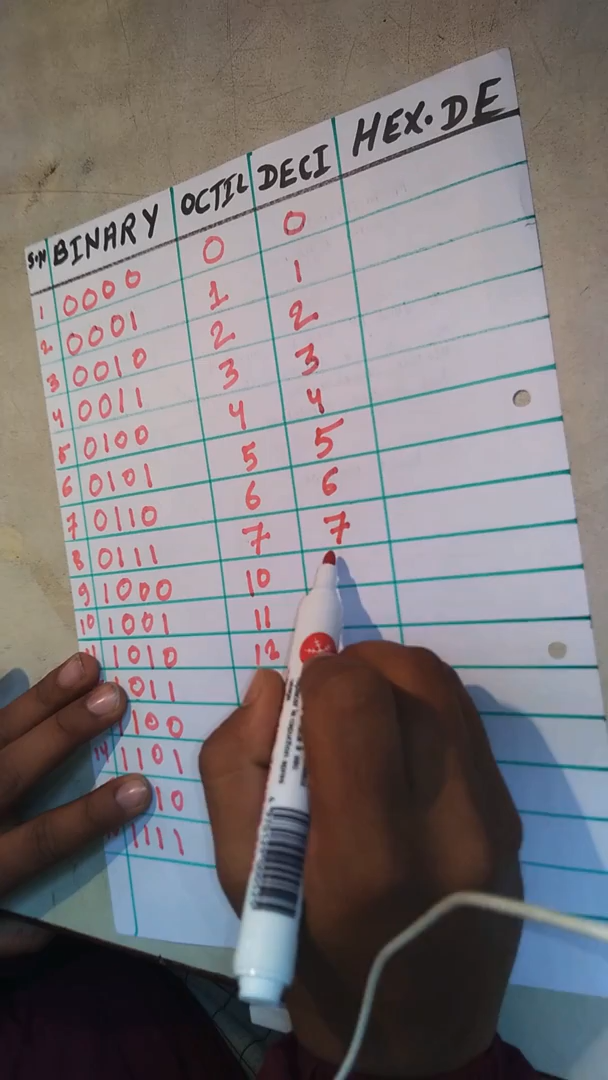 S.N BINARY OCTIL DECI HEX.DE
1 0000 0 0
2 0001 1 1
3 0010 2 2
4 0011 3 3
5 0100 4 4
6 0101 5 5
7 0110 6 6
8 0111 7 7
9 1000 10
10 1001 11
1010 12
1011
100
14 1101
10
1111